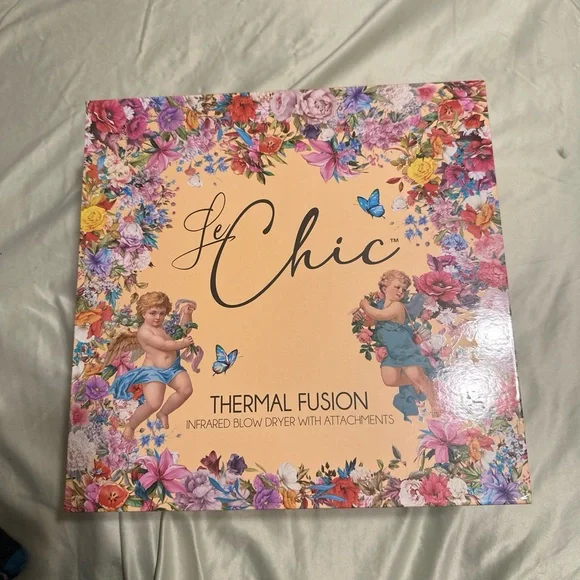 Le Chic™
THERMAL FUSION
INFRARED BLOW DRYER WITH ATTACHMENTS